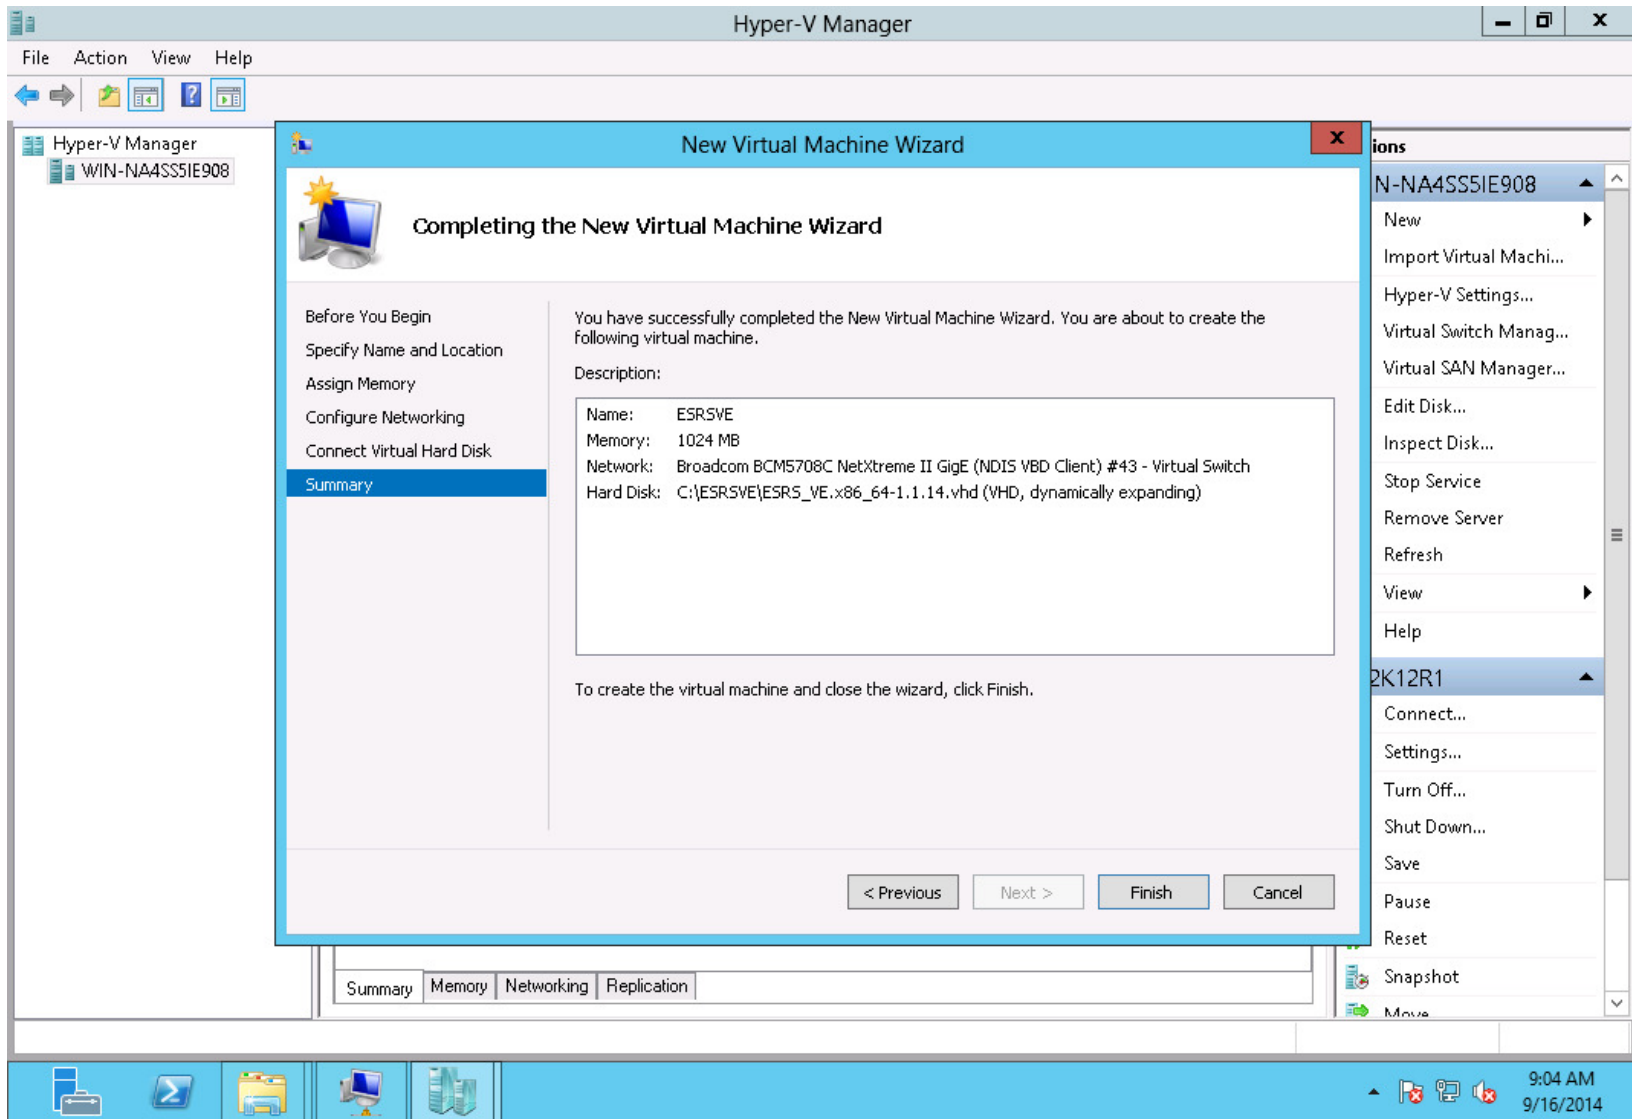 Hyper-V Manager
File Action View Help
Hyper-V Manager
WIN-NA4SS5IE908
New Virtual Machine Wizard
Completing the New Virtual Machine Wizard
Before You Begin
Specify Name and Location
Assign Memory
Configure Networking
Connect Virtual Hard Disk
Summary
You have successfully completed the New Virtual Machine Wizard. You are about to create the
following virtual machine.
Description:
Name: ESRSVE
Memory: 1024 MB
Network: Broadcom BCM5708C NetXtreme II GigE (NDIS VBD Client) #43 - Virtual Switch
Hard Disk: C:\ESRSVE\ESRS_VE.x86_64-1.1.14.vhd (VHD, dynamically expanding)
To create the virtual machine and close the wizard, click Finish.
< Previous Next > Finish Cancel
ions
N-NA4SS5IE908
New
Import Virtual Machi...
Hyper-V Settings...
Virtual Switch Manag...
Virtual SAN Manager...
Edit Disk...
Inspect Disk...
Stop Service
Remove Server
Refresh
View
Help
2K12R1
Connect...
Settings...
Turn Off...
Shut Down...
Save
Pause
Reset
Snapshot
Move
Summary Memory Networking Replication
9:04 AM
9/16/2014